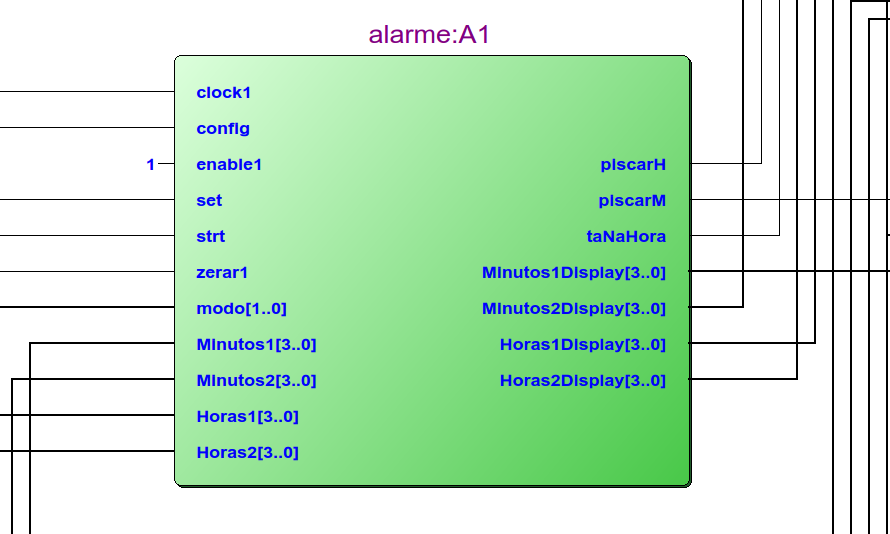 alarme:A1
clock1
config
1 enable1
piscarH
set
piscarM
strt
taNaHora
zerar1
Minutos1Display[3..0]
modo[1..0]
Minutos2Display[3..0]
Minutos1[3..0]
Horas1Display[3..0]
Minutos2[3..0]
Horas2Display[3..0]
Horas1[3..0]
Horas2[3..0]